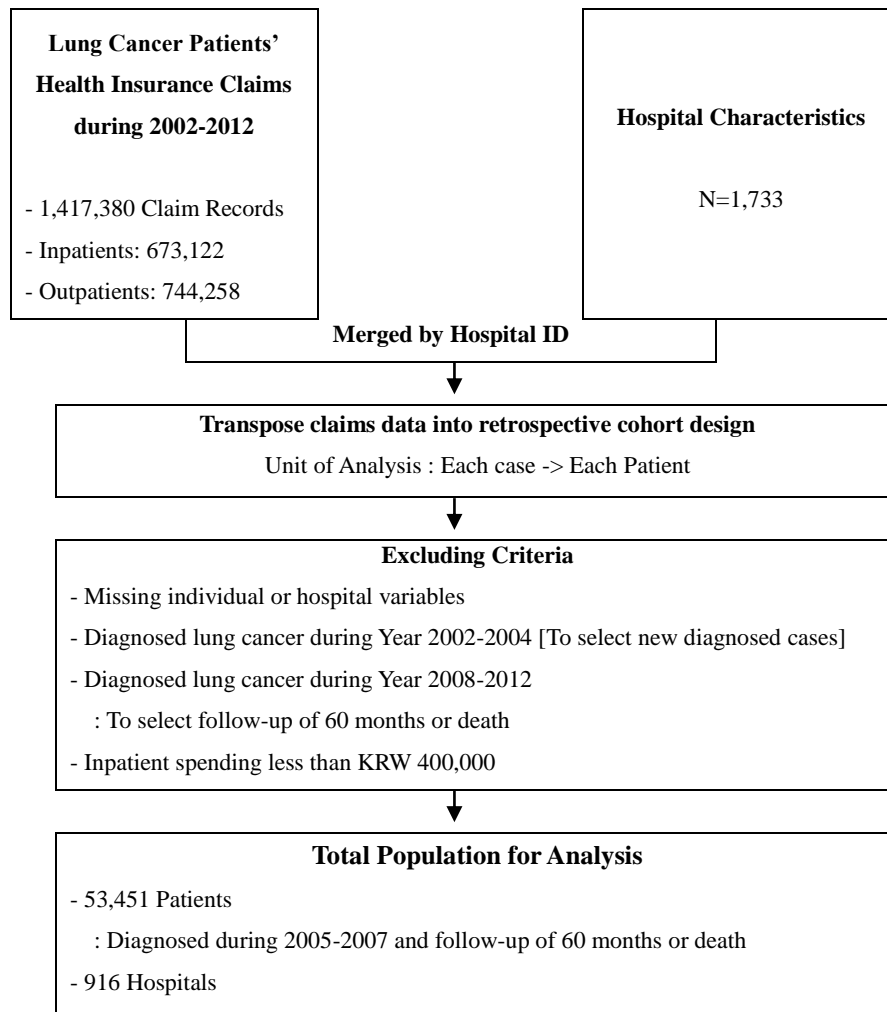 Lung Cancer Patients’
Health Insurance Claims
during 2002-2012
- 1,417,380 Claim Records
- Inpatients: 673,122
- Outpatients: 744,258
Hospital Characteristics
N=1,733
Merged by Hospital ID
Transpose claims data into retrospective cohort design
Unit of Analysis : Each case -> Each Patient
Excluding Criteria
- Missing individual or hospital variables
- Diagnosed lung cancer during Year 2002-2004 [To select new diagnosed cases]
- Diagnosed lung cancer during Year 2008-2012
: To select follow-up of 60 months or death
- Inpatient spending less than KRW 400,000
Total Population for Analysis
- 53,451 Patients
: Diagnosed during 2005-2007 and follow-up of 60 months or death
- 916 Hospitals